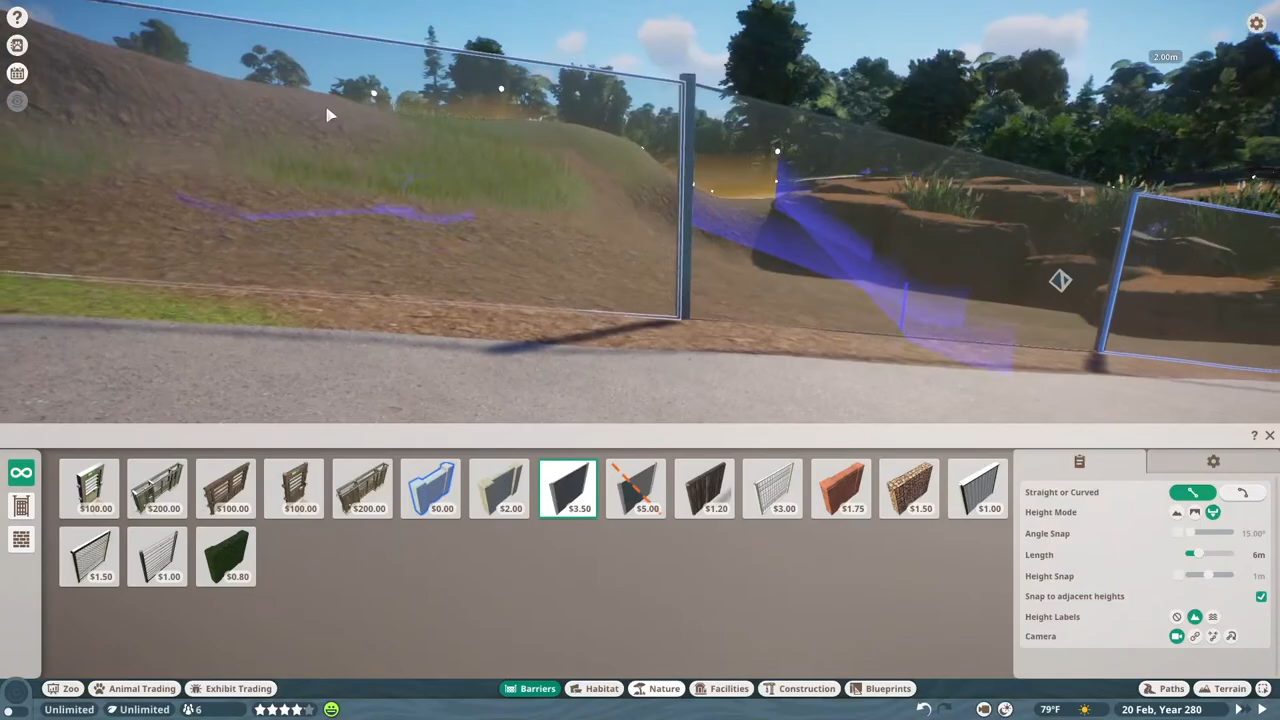 ?
2.00m
? ×
$100.00 $200.00 $100.00 $100.00 $200.00 $0.00 $2.00 $3.50 $5.00 $1.20 $3.00 $1.75 $1.50 $1.00
$1.50 $1.00 $0.80
Straight or Curved
Height Mode
Angle Snap 15.00°
Length 6m
Height Snap 1m
Snap to adjacent heights
Height Labels
Camera
Zoo Animal Trading Exhibit Trading Barriers Habitat Nature Facilities Construction Blueprints Paths Terrain
Unlimited Unlimited 6 79°F 20 Feb, Year 280